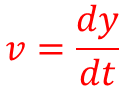 v = dy/dt